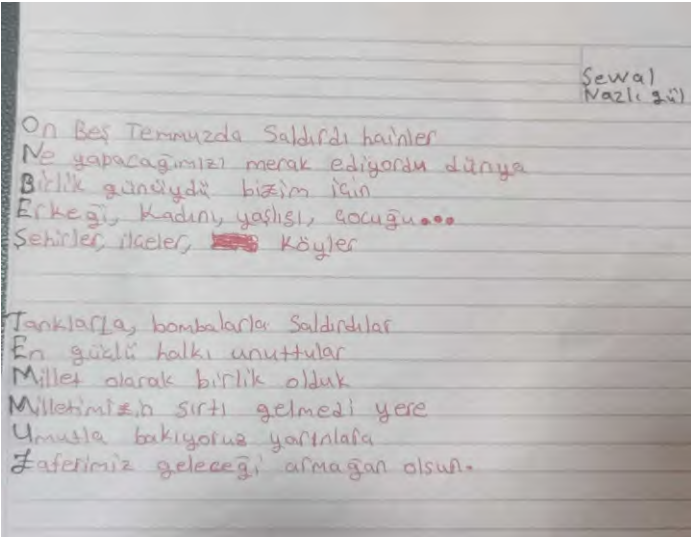 Sewal
Nazlı gül
On Beş Temmuzda Saldırdı hainler
Ne yapacağımızı merak ediyordu dünya
Birlik günüydü bizim için
Erkeği, Kadını, yaşlısı, çocuğu...
Şehirler, ilçeler, köyler
Tanklarla, bombalarla Saldırdılar
En güçlü halkı unuttular
Millet olarak birlik olduk
Milletimizin sırtı gelmedi yere
Umutla bakıyoruz yarınlara
Zaferimiz geleceği armağan olsun.